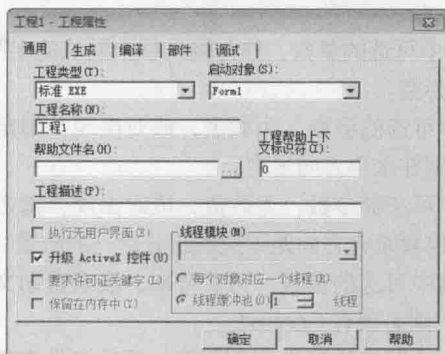 工程1 - 工程属性
通用 生成 编译 部件 调试
工程类型(T): 启动对象(S):
标准 EXE Form1
工程名称(N)
工程1
帮助文件名(H): 工程帮助上下文标识符(I):
... 0
工程描述(P):
执行无用户界面(E) 线程模块(M)
升级 ActiveX 控件(U)
要求许可证关键字(L) 每个对象对应一个线程(R)
保留在内存中(Y) 线程缓冲池(O) 1 线程
确定 取消 帮助